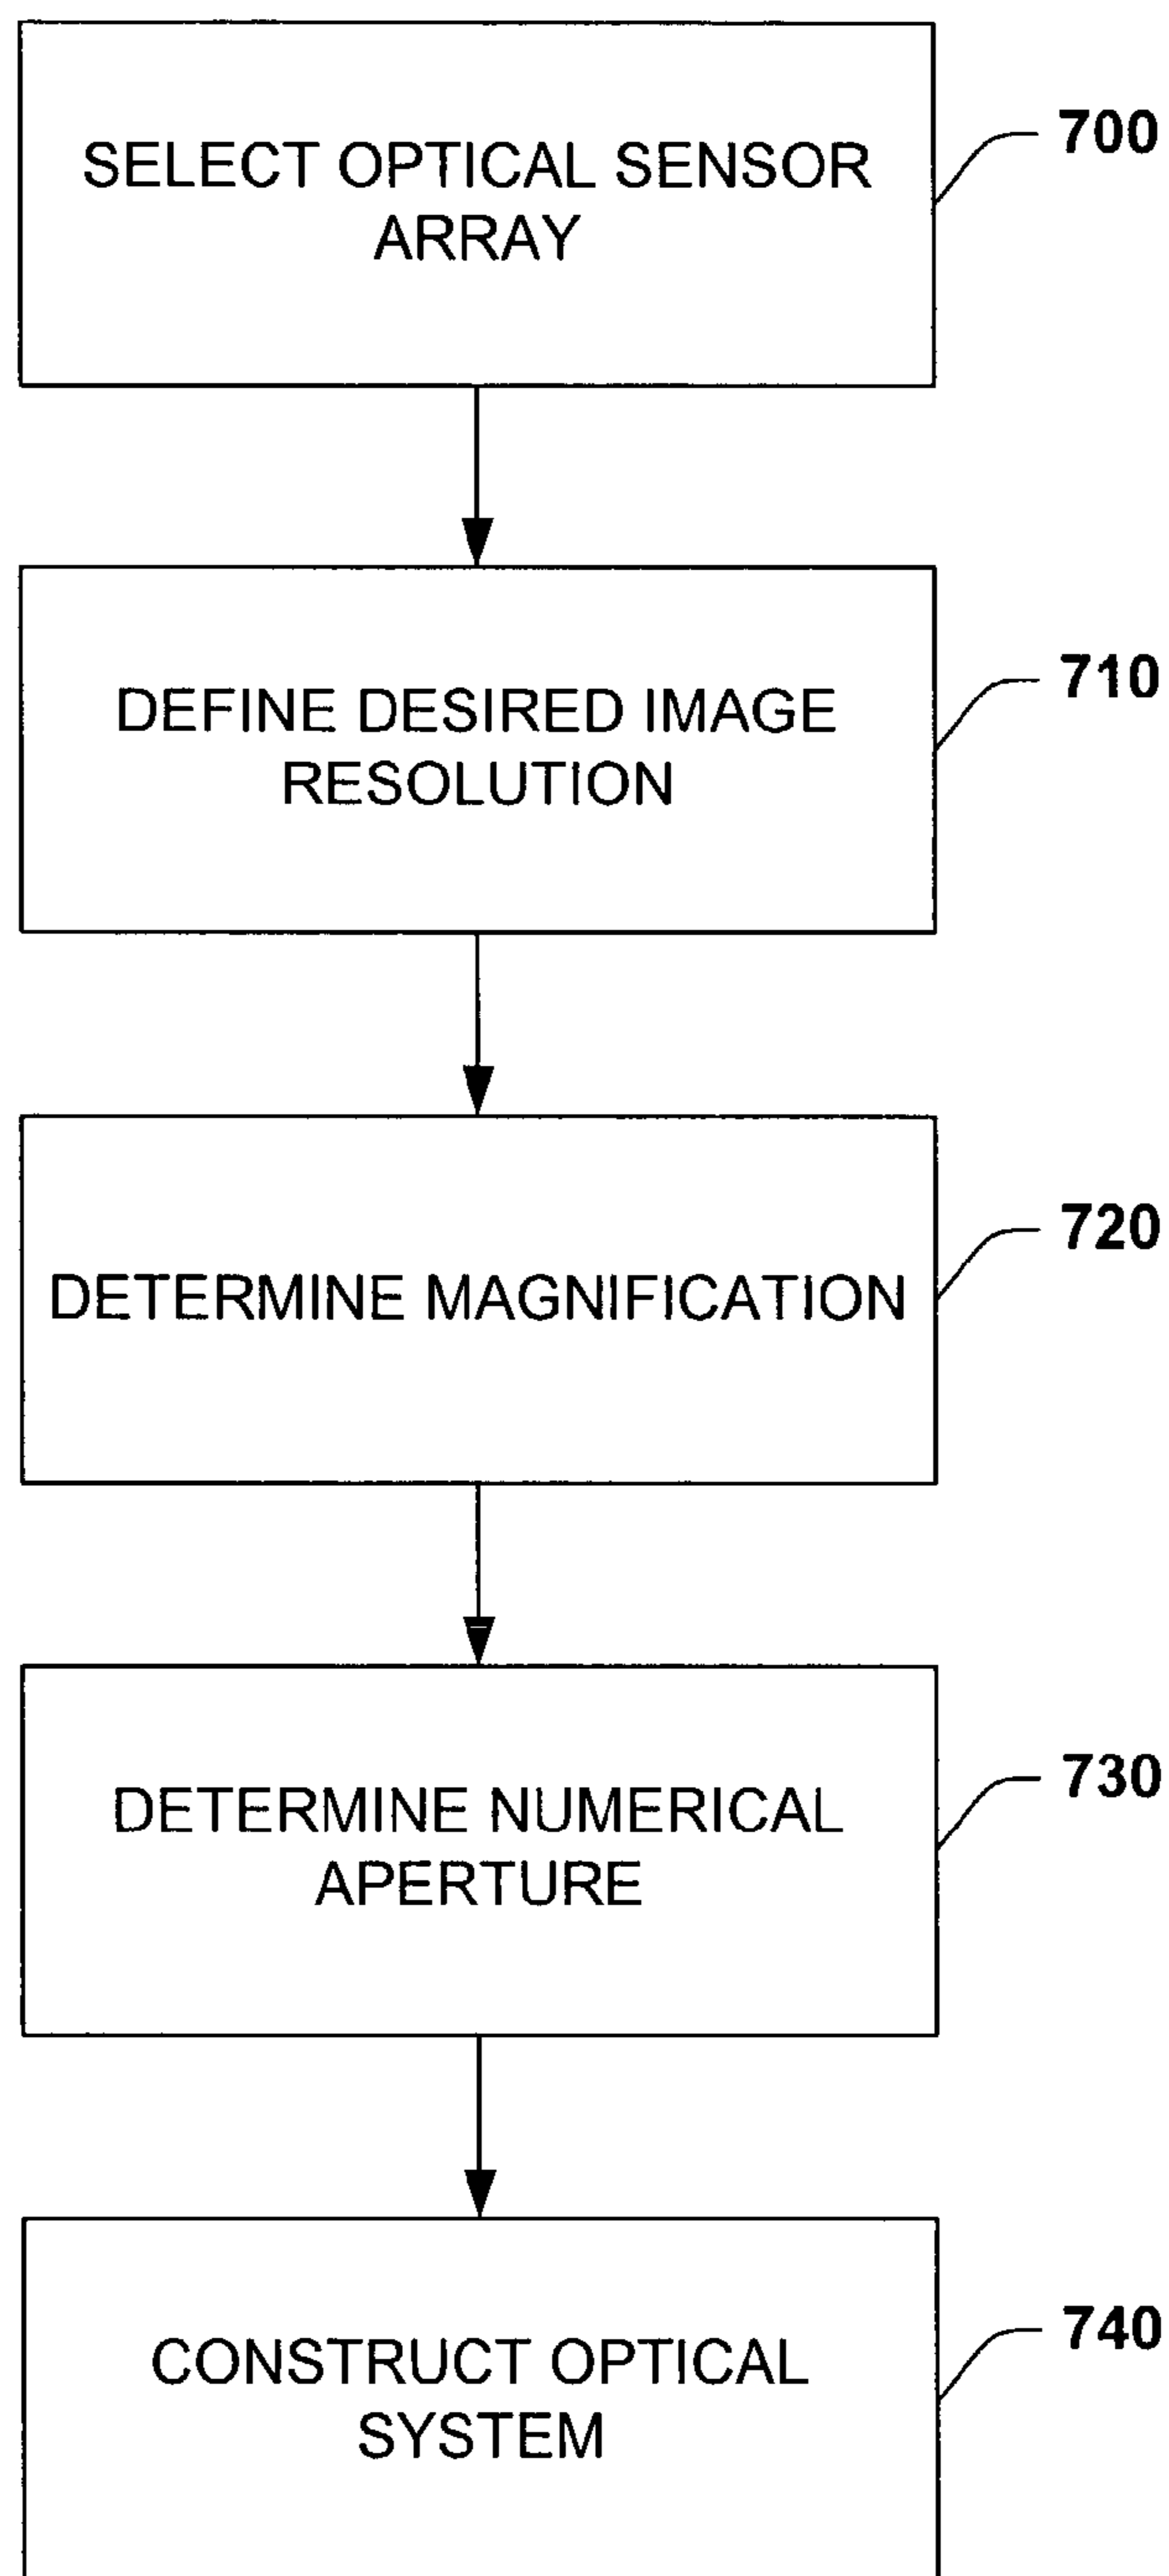 SELECT OPTICAL SENSOR
ARRAY
700
DEFINE DESIRED IMAGE
RESOLUTION
710
DETERMINE MAGNIFICATION
720
DETERMINE NUMERICAL
APERTURE
730
CONSTRUCT OPTICAL
SYSTEM
740